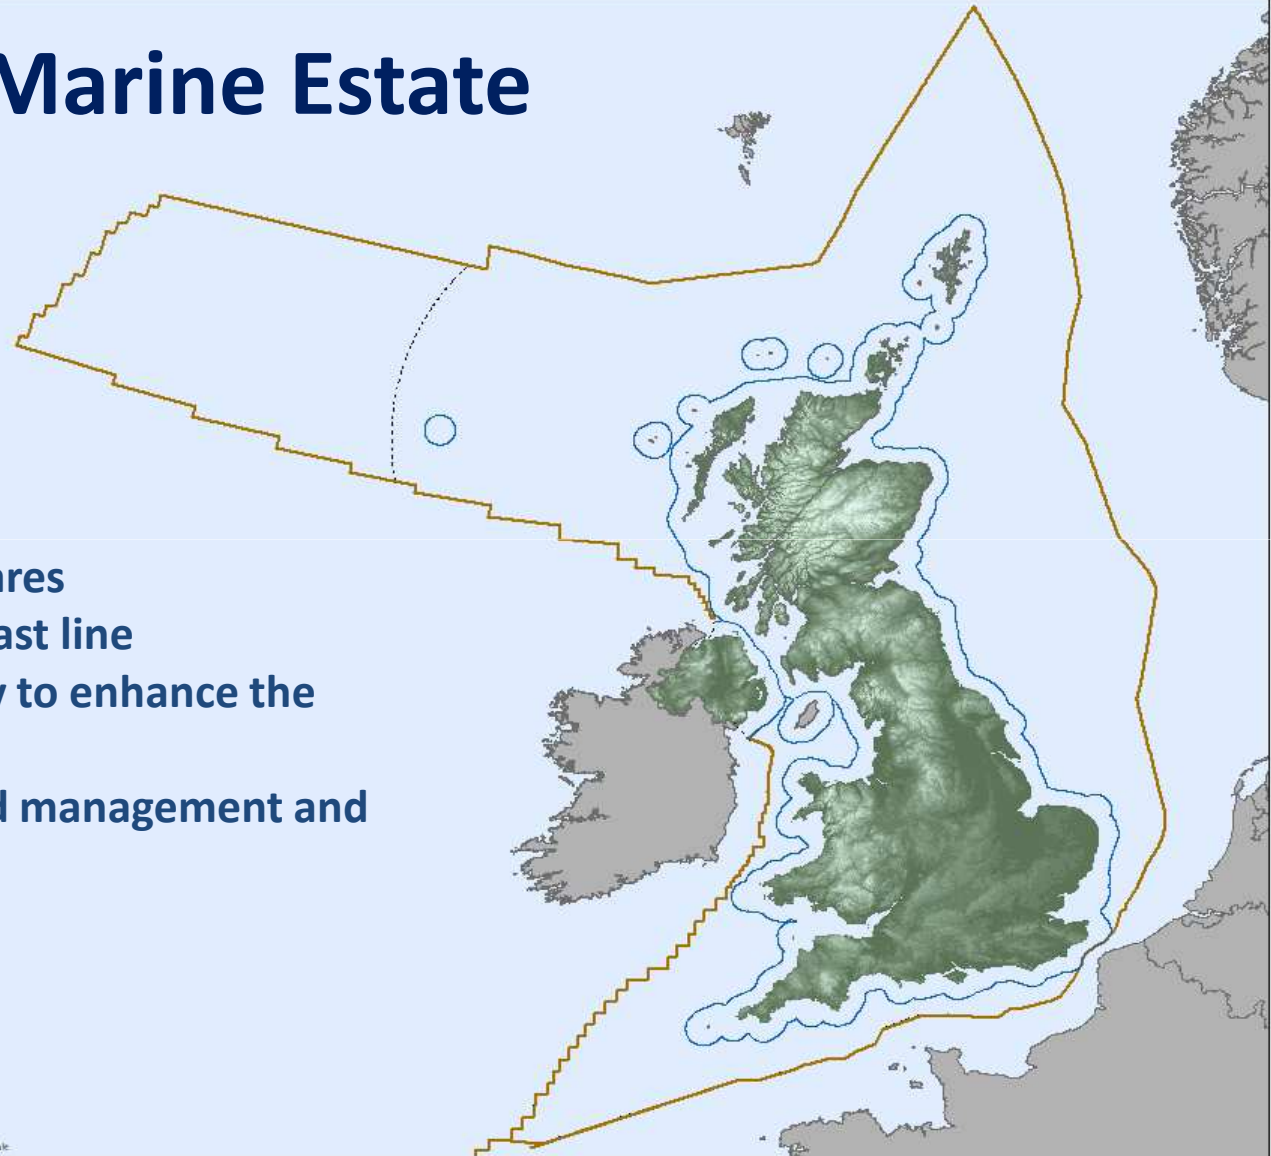 Marine Estate
ares
ast line
y to enhance the
d management and